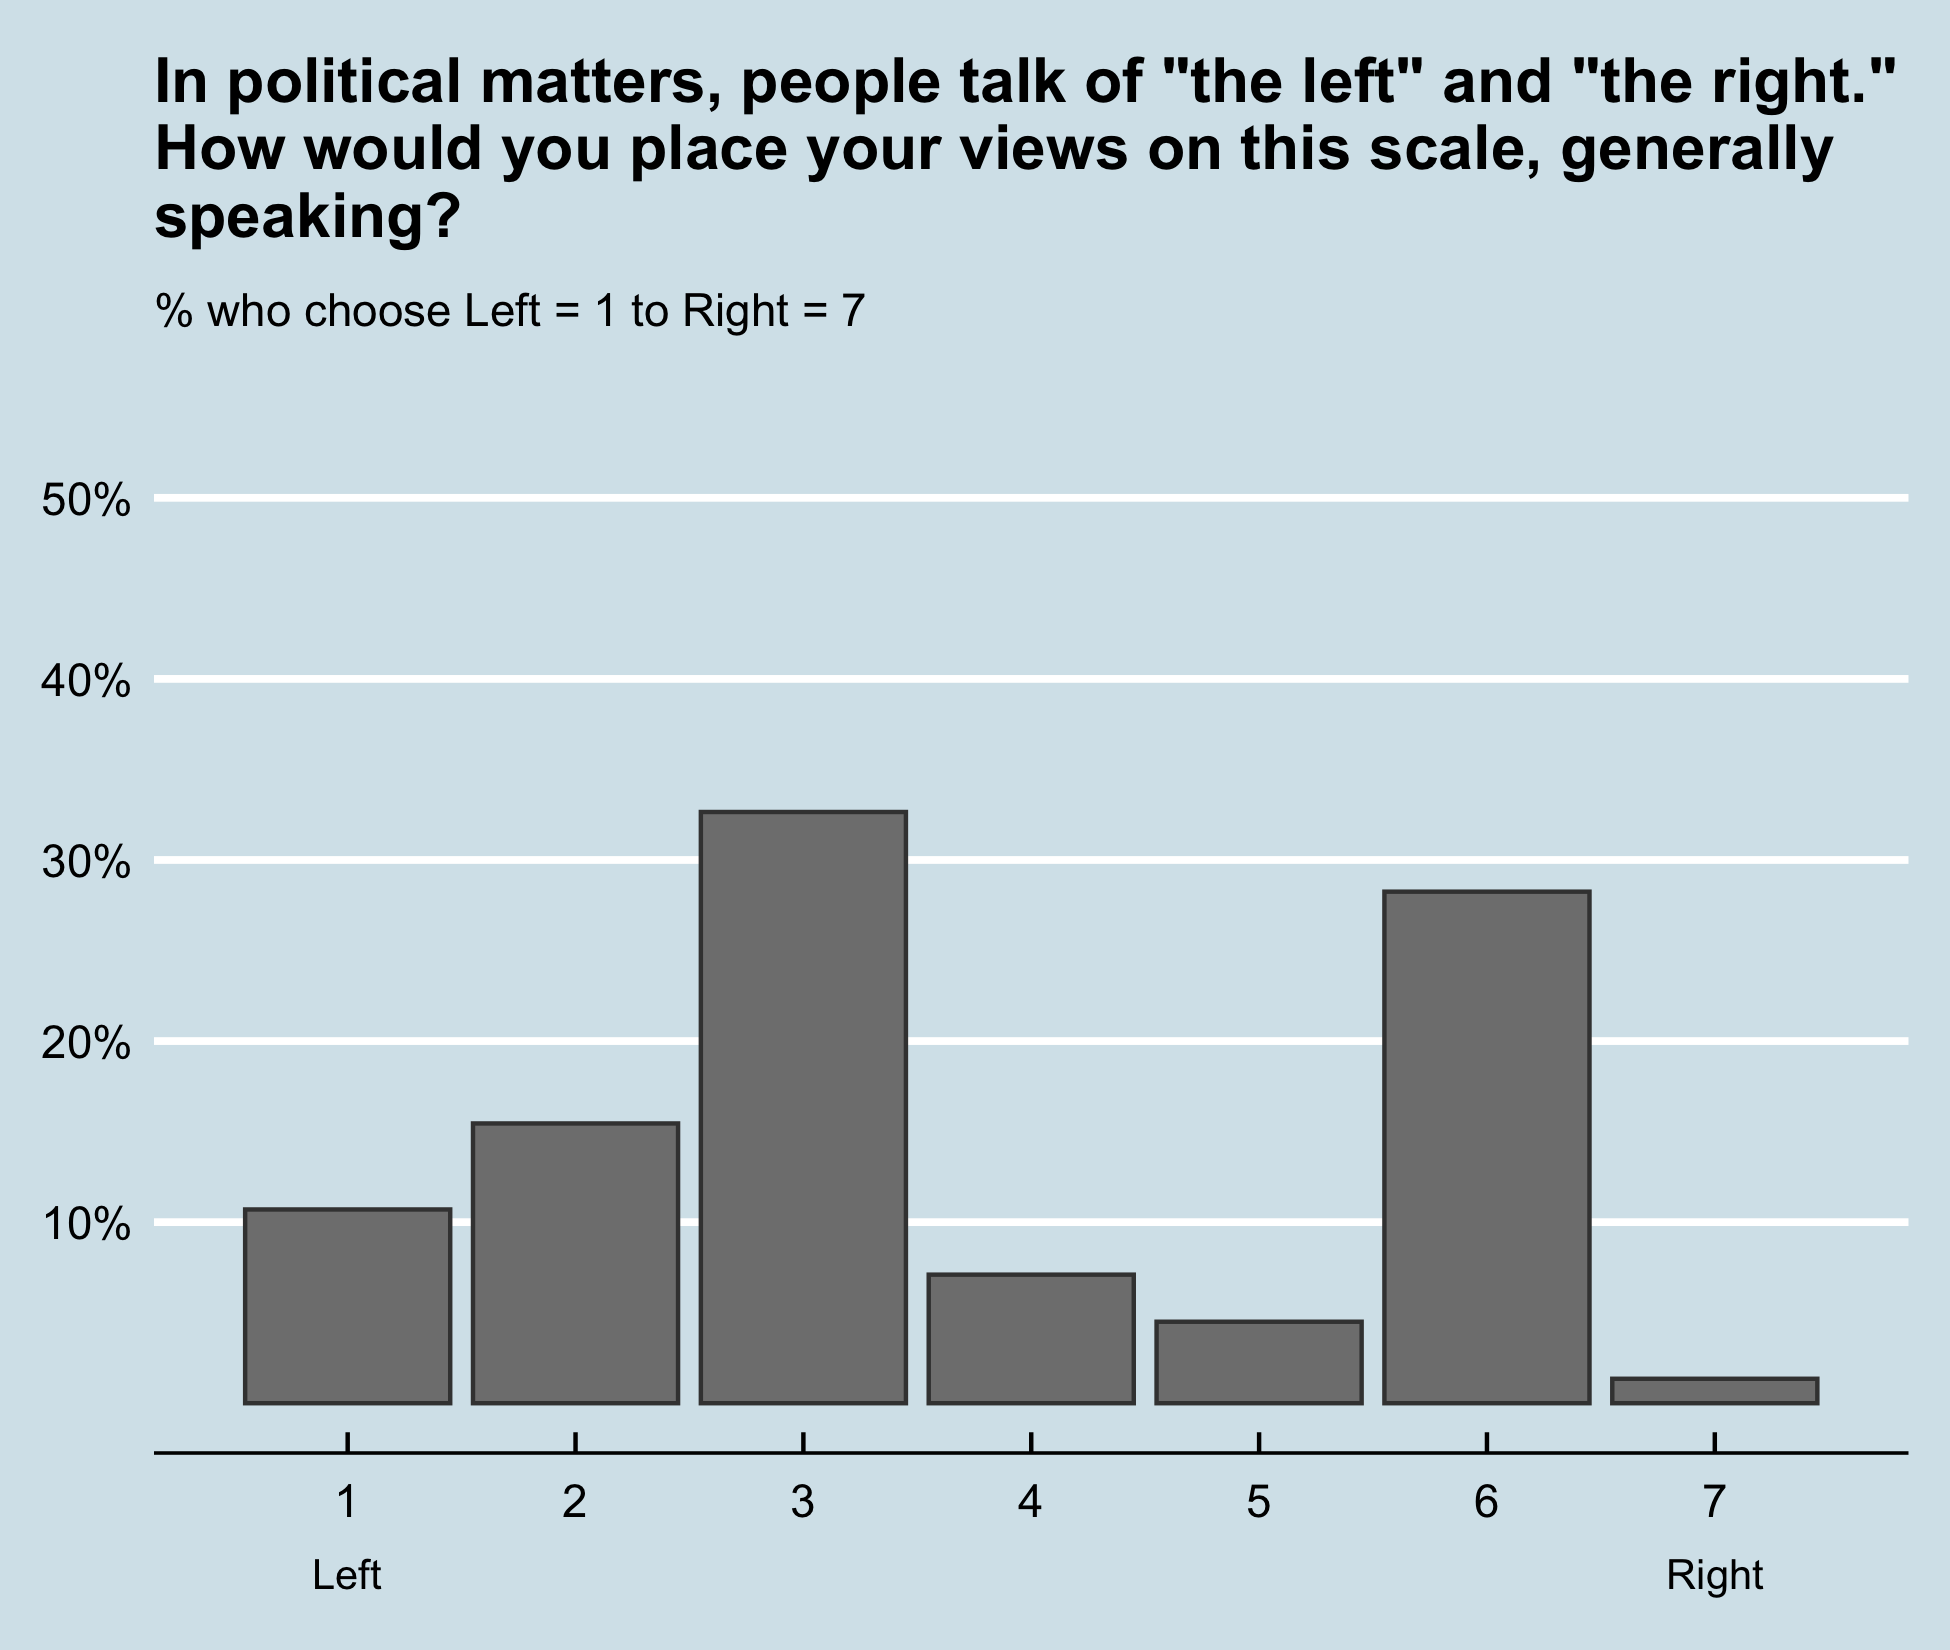 In political matters, people talk of "the left" and "the right."
How would you place your views on this scale, generally
speaking?
% who choose Left = 1 to Right = 7
50%
40%
30%
20%
10%
1 2 3 4 5 6 7
Left Right